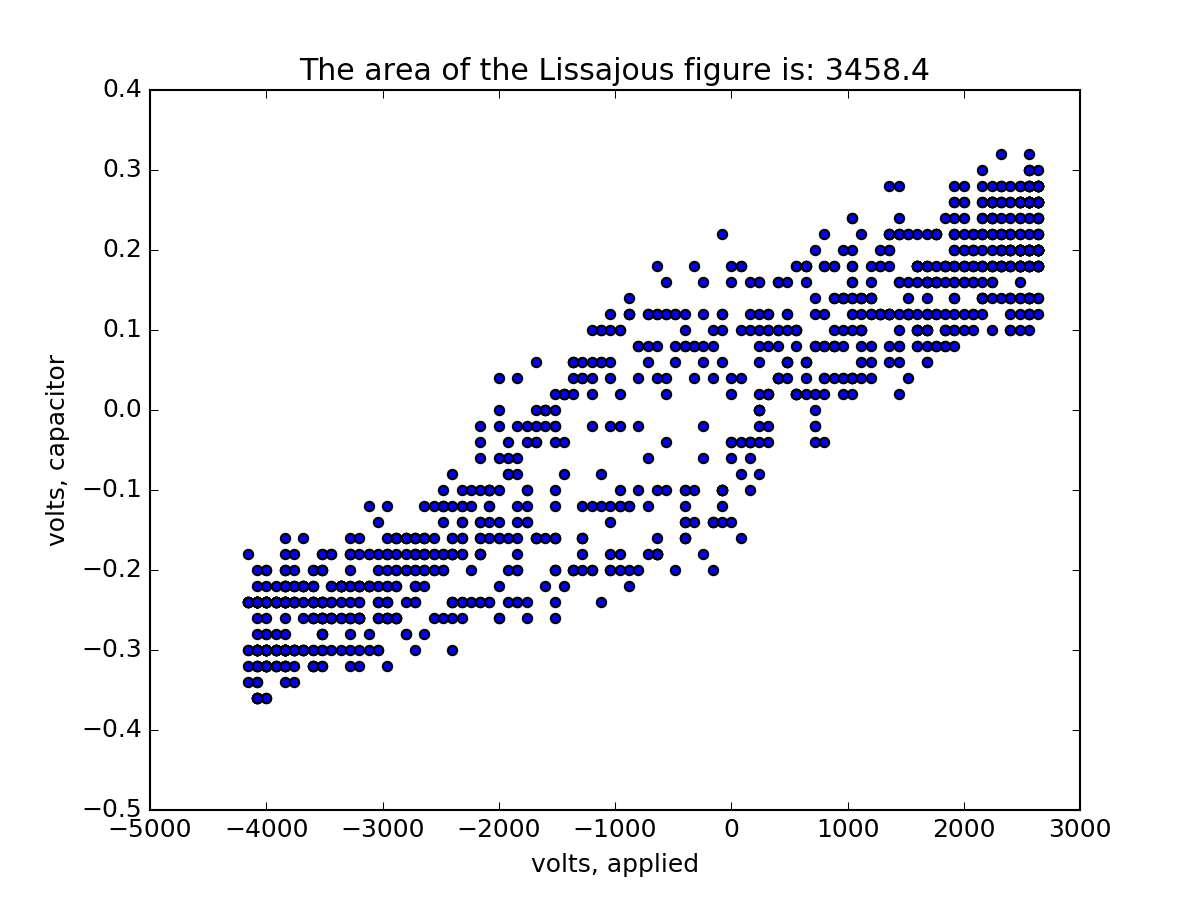 The area of the Lissajous figure is: 3458.4
0.4
0.3
0.2
0.1
0.0
−0.1
−0.2
−0.3
−0.4
−0.5
volts, capacitor
−5000 −4000 −3000 −2000 −1000 0 1000 2000 3000
volts, applied